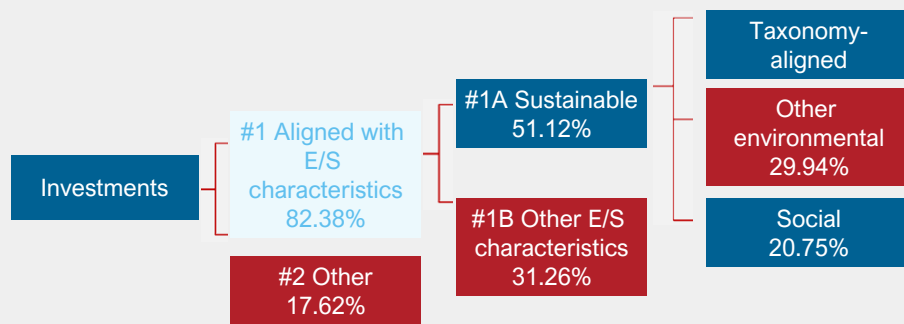 Investments
#1 Aligned with
E/S
characteristics
82.38%
#2 Other
17.62%
#1A Sustainable
51.12%
#1B Other E/S
characteristics
31.26%
Taxonomy-
aligned
Other
environmental
29.94%
Social
20.75%